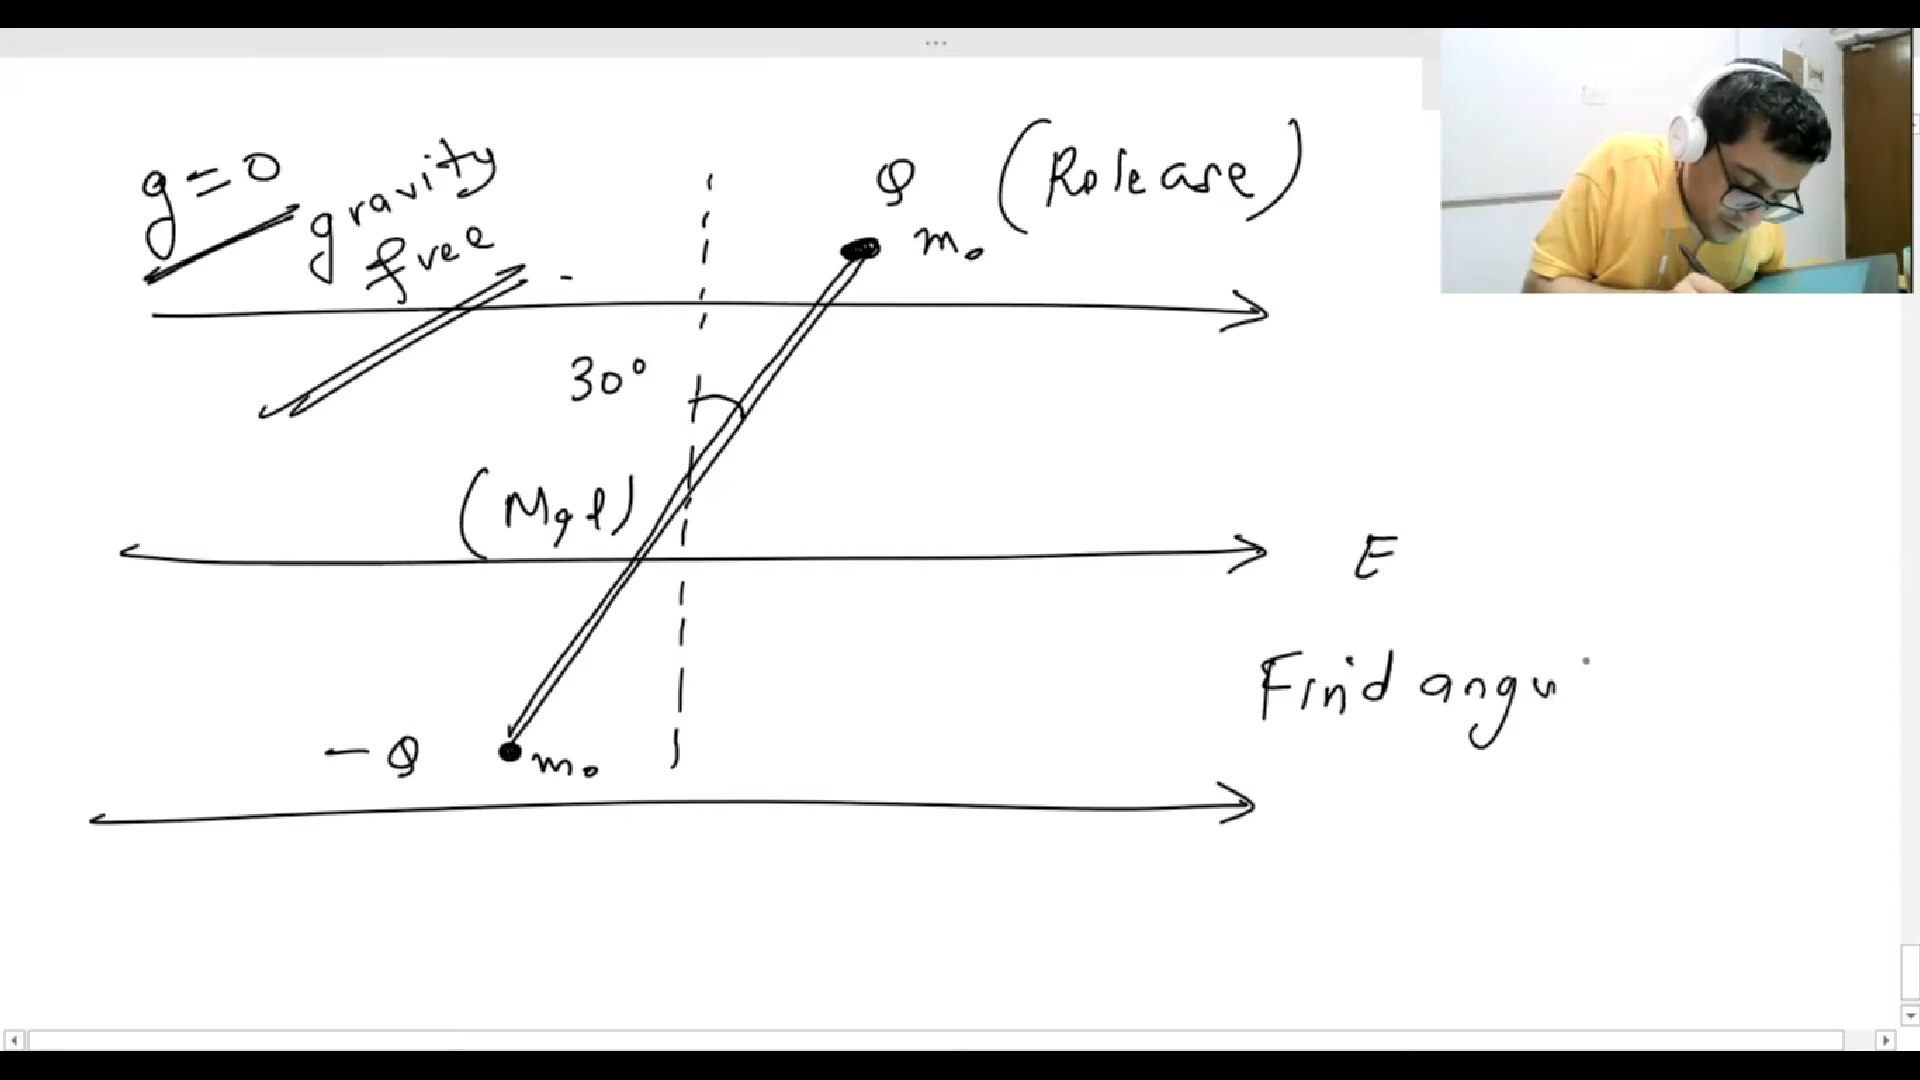 g=0
gravity
free
Q
(Release)
m₀
30°
(M, l)
E
Find angu
-Q
m₀